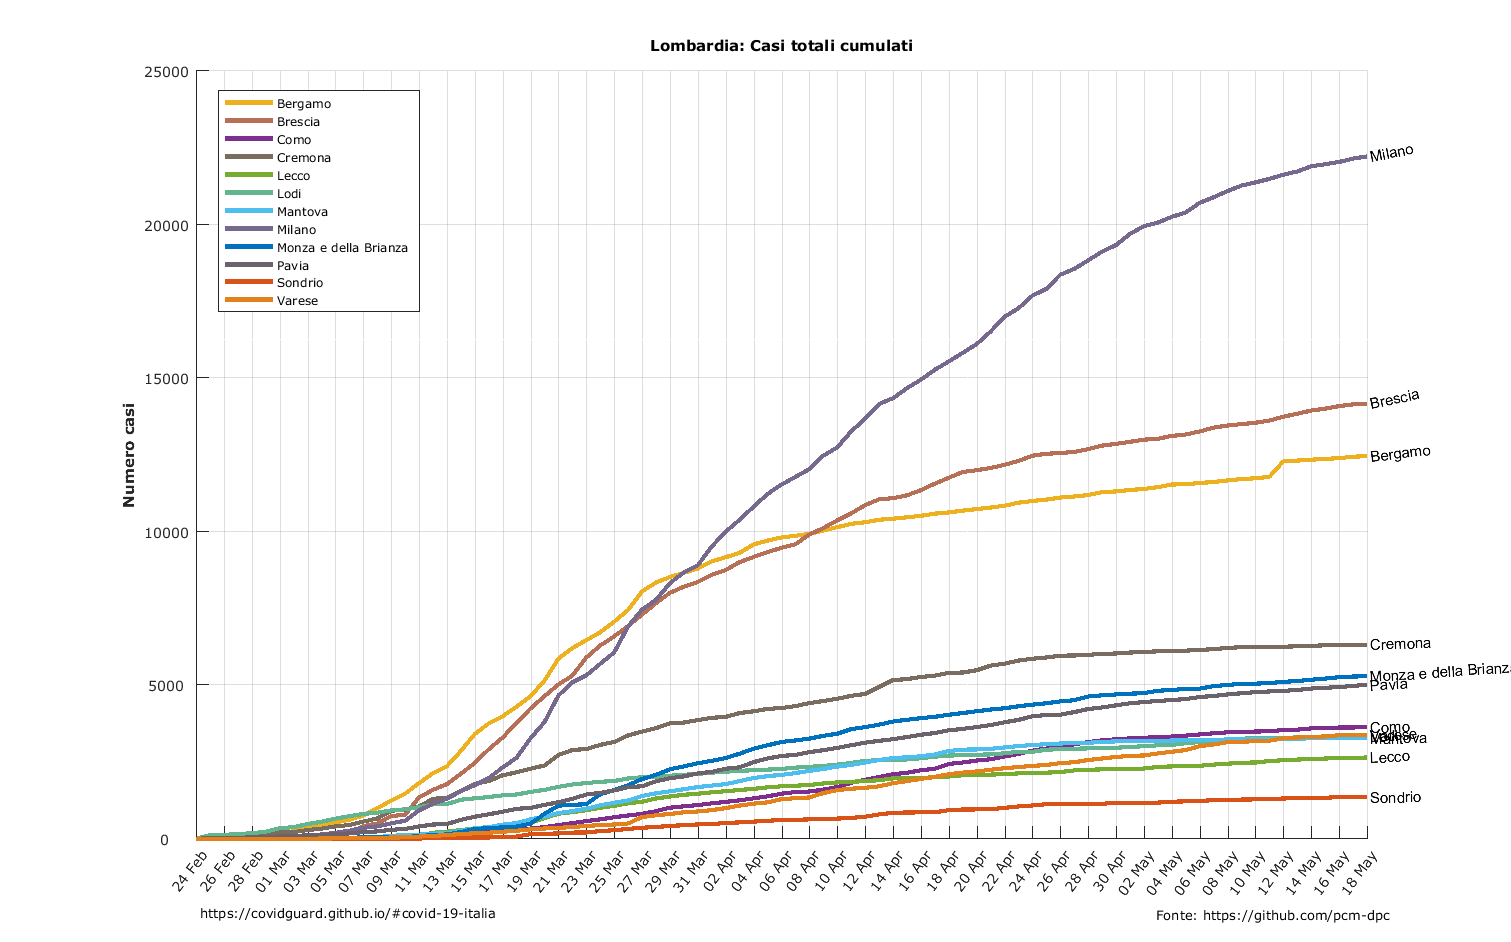 Lombardia: Casi totali cumulati
25000
20000
15000
10000
5000
0
Numero casi
Bergamo
Brescia
Como
Cremona
Lecco
Lodi
Mantova
Milano
Monza e della Brianza
Pavia
Sondrio
Varese
Milano
Brescia
Bergamo
Cremona
Monza e della Brianza
Pavia
Como
Varese
Mantova
Lecco
Sondrio
24 Feb
26 Feb
28 Feb
01 Mar
03 Mar
05 Mar
07 Mar
09 Mar
11 Mar
13 Mar
15 Mar
17 Mar
19 Mar
21 Mar
23 Mar
25 Mar
27 Mar
29 Mar
31 Mar
02 Apr
04 Apr
06 Apr
08 Apr
10 Apr
12 Apr
14 Apr
16 Apr
18 Apr
20 Apr
22 Apr
24 Apr
26 Apr
28 Apr
30 Apr
02 May
04 May
06 May
08 May
10 May
12 May
14 May
16 May
18 May
https://covidguard.github.io/#covid-19-italia
Fonte: https://github.com/pcm-dpc